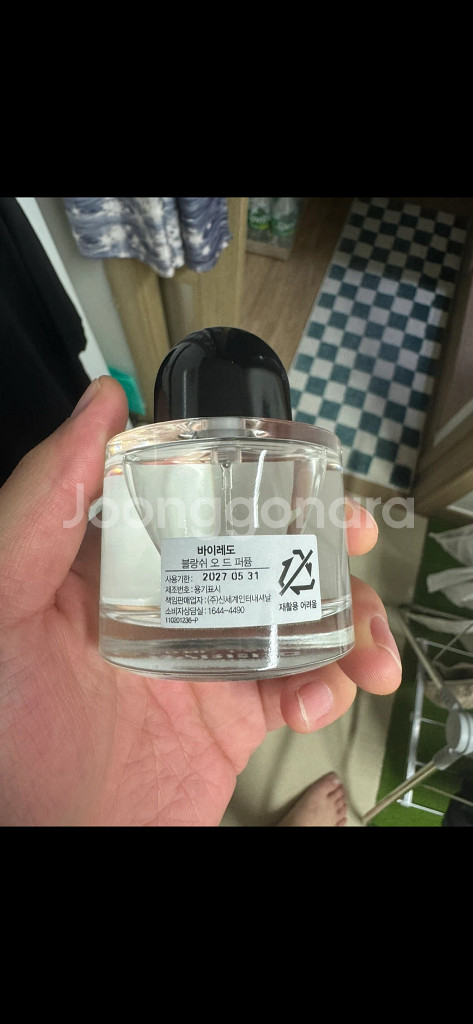 Joonggonara
바이레도
블랑쉬 오 드 퍼퓸
사용기한: 2027 05 31
제조번호:용기표시
책임판매업자:(주)신세계인터내셔날
소비자상담실:1644-4490
110201236-P
재활용 어려움